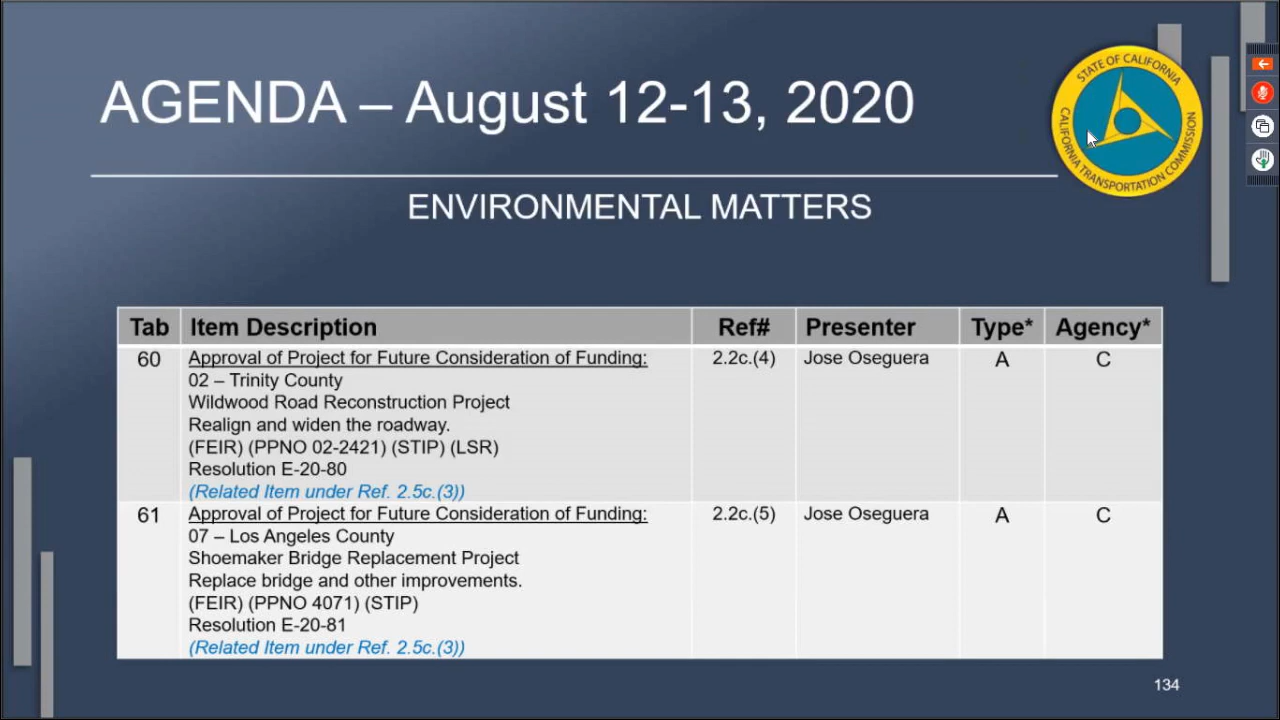 AGENDA – August 12-13, 2020
STATE OF CALIFORNIA
CALIFORNIA TRANSPORTATION COMMISSION
ENVIRONMENTAL MATTERS
Tab Item Description Ref# Presenter Type* Agency*
60 Approval of Project for Future Consideration of Funding: 2.2c.(4) Jose Oseguera A C
02 – Trinity County
Wildwood Road Reconstruction Project
Realign and widen the roadway.
(FEIR) (PPNO 02-2421) (STIP) (LSR)
Resolution E-20-80
(Related Item under Ref. 2.5c.(3))
61 Approval of Project for Future Consideration of Funding: 2.2c.(5) Jose Oseguera A C
07 – Los Angeles County
Shoemaker Bridge Replacement Project
Replace bridge and other improvements.
(FEIR) (PPNO 4071) (STIP)
Resolution E-20-81
(Related Item under Ref. 2.5c.(3))
134